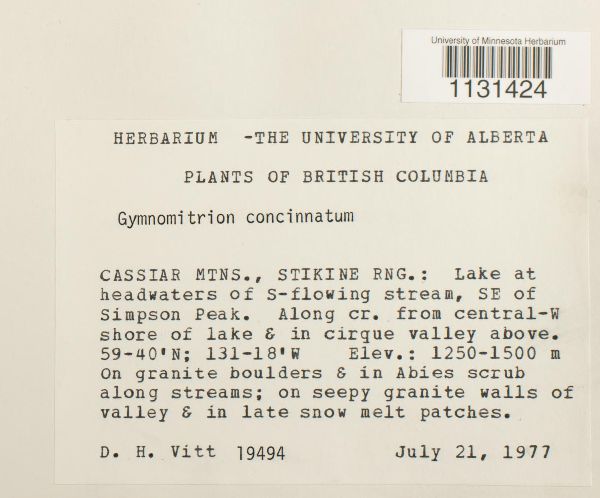 University of Minnesota Herbarium
1131424
HERBARIUM -THE UNIVERSITY OF ALBERTA
PLANTS OF BRITISH COLUMBIA
Gymnomitrion concinnatum
CASSIAR MTNS., STIKINE RNG.: Lake at
headwaters of S-flowing stream, SE of
Simpson Peak. Along cr. from central-W
shore of lake & in cirque valley above.
59-40'N; 131-18'W Elev.: 1250-1500 m
On granite boulders & in Abies scrub
along streams; on seepy granite walls of
valley & in late snow melt patches.
D. H. Vitt 19494 July 21, 1977